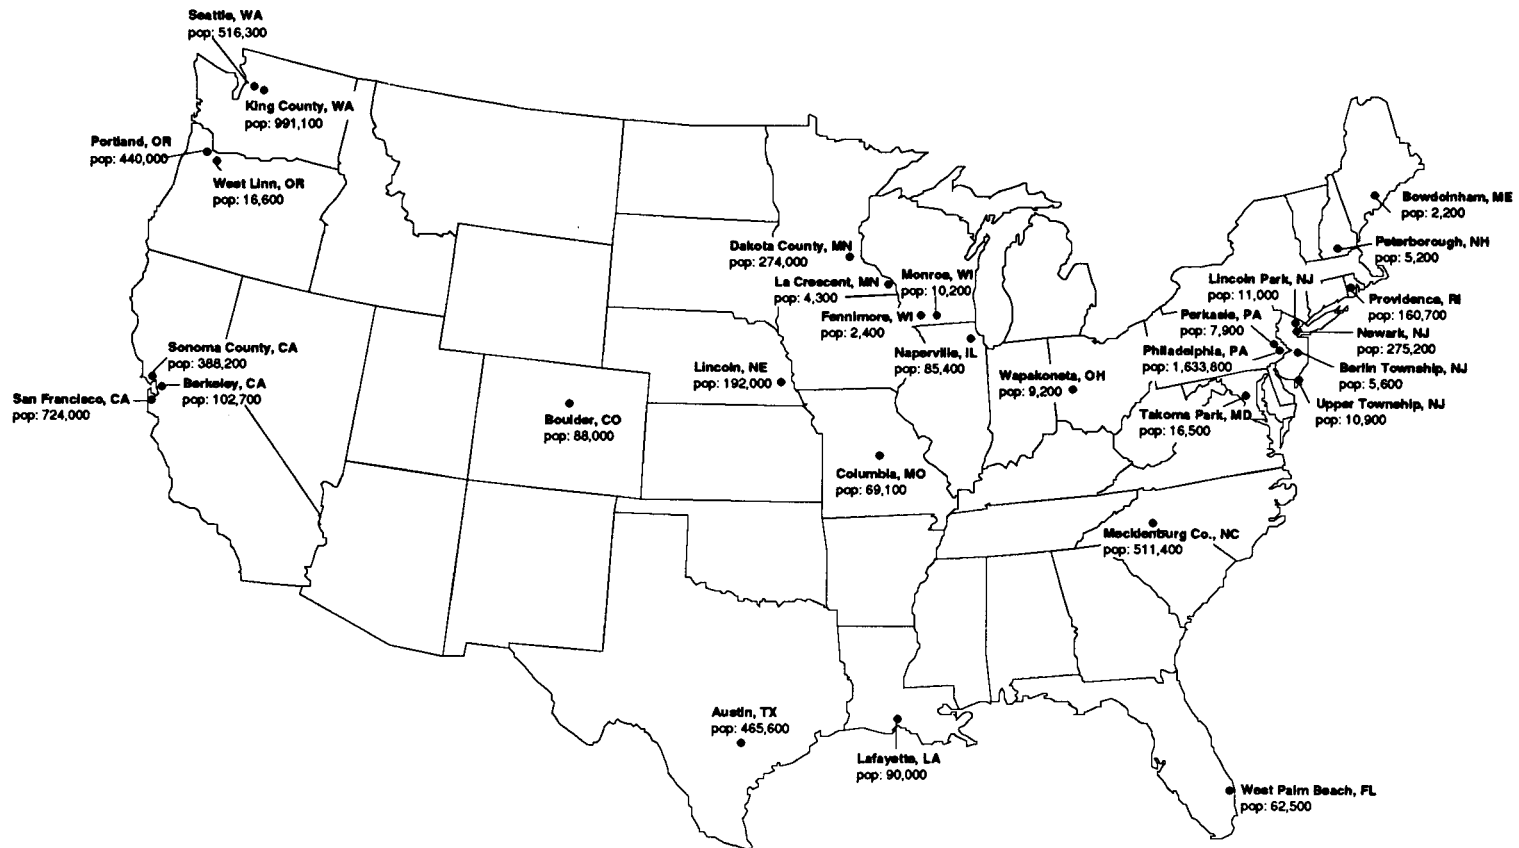 Seattle, WA
pop: 516,300
King County, WA
pop: 991,100
Portland, OR
pop: 440,000
West Linn, OR
pop: 16,600
Bowdoinham, ME
pop: 2,200
Peterborough, NH
pop: 5,200
Dakota County, MN
pop: 274,000
La Crescent, MN
pop: 4,300
Monroe, WI
pop: 10,200
Fennimore, WI
pop: 2,400
Lincoln Park, NJ
pop: 11,000
Providence, RI
pop: 160,700
Perkasie, PA
pop: 7,900
Newark, NJ
pop: 275,200
Philadelphia, PA
pop: 1,633,800
Berlin Township, NJ
pop: 5,600
Naperville, IL
pop: 85,400
Sonoma County, CA
pop: 388,200
Berkeley, CA
pop: 102,700
San Francisco, CA
pop: 724,000
Lincoln, NE
pop: 192,000
Wapakoneta, OH
pop: 9,200
Upper Township, NJ
pop: 10,900
Takoma Park, MD
pop: 16,500
Boulder, CO
pop: 88,000
Columbia, MO
pop: 69,100
Mecklenburg Co., NC
pop: 511,400
Austin, TX
pop: 465,600
Lafayette, LA
pop: 90,000
West Palm Beach, FL
pop: 62,500